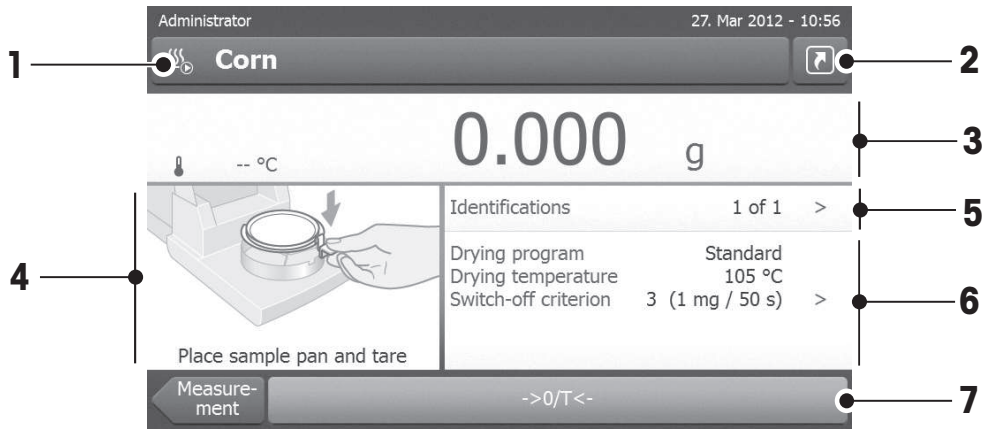 Administrator 27. Mar 2012 - 10:56
1 Corn 2
0.000 g 3
-- °C
4
Identifications 1 of 1 > 5
Drying program Standard
Drying temperature 105 °C
Switch-off criterion 3 (1 mg / 50 s) > 6
Place sample pan and tare
Measure-
ment
->0/T<- 7